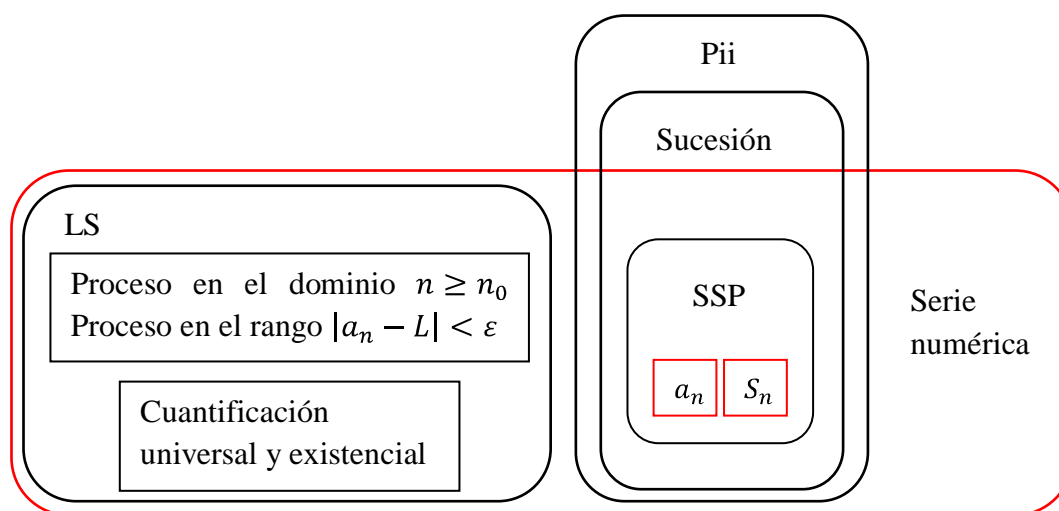 Pii
Sucesión
LS
Proceso en el dominio n ≥ n₀
Proceso en el rango |aₙ − L| < ε
Cuantificación
universal y existencial
SSP
aₙ
Sₙ
Serie
numérica